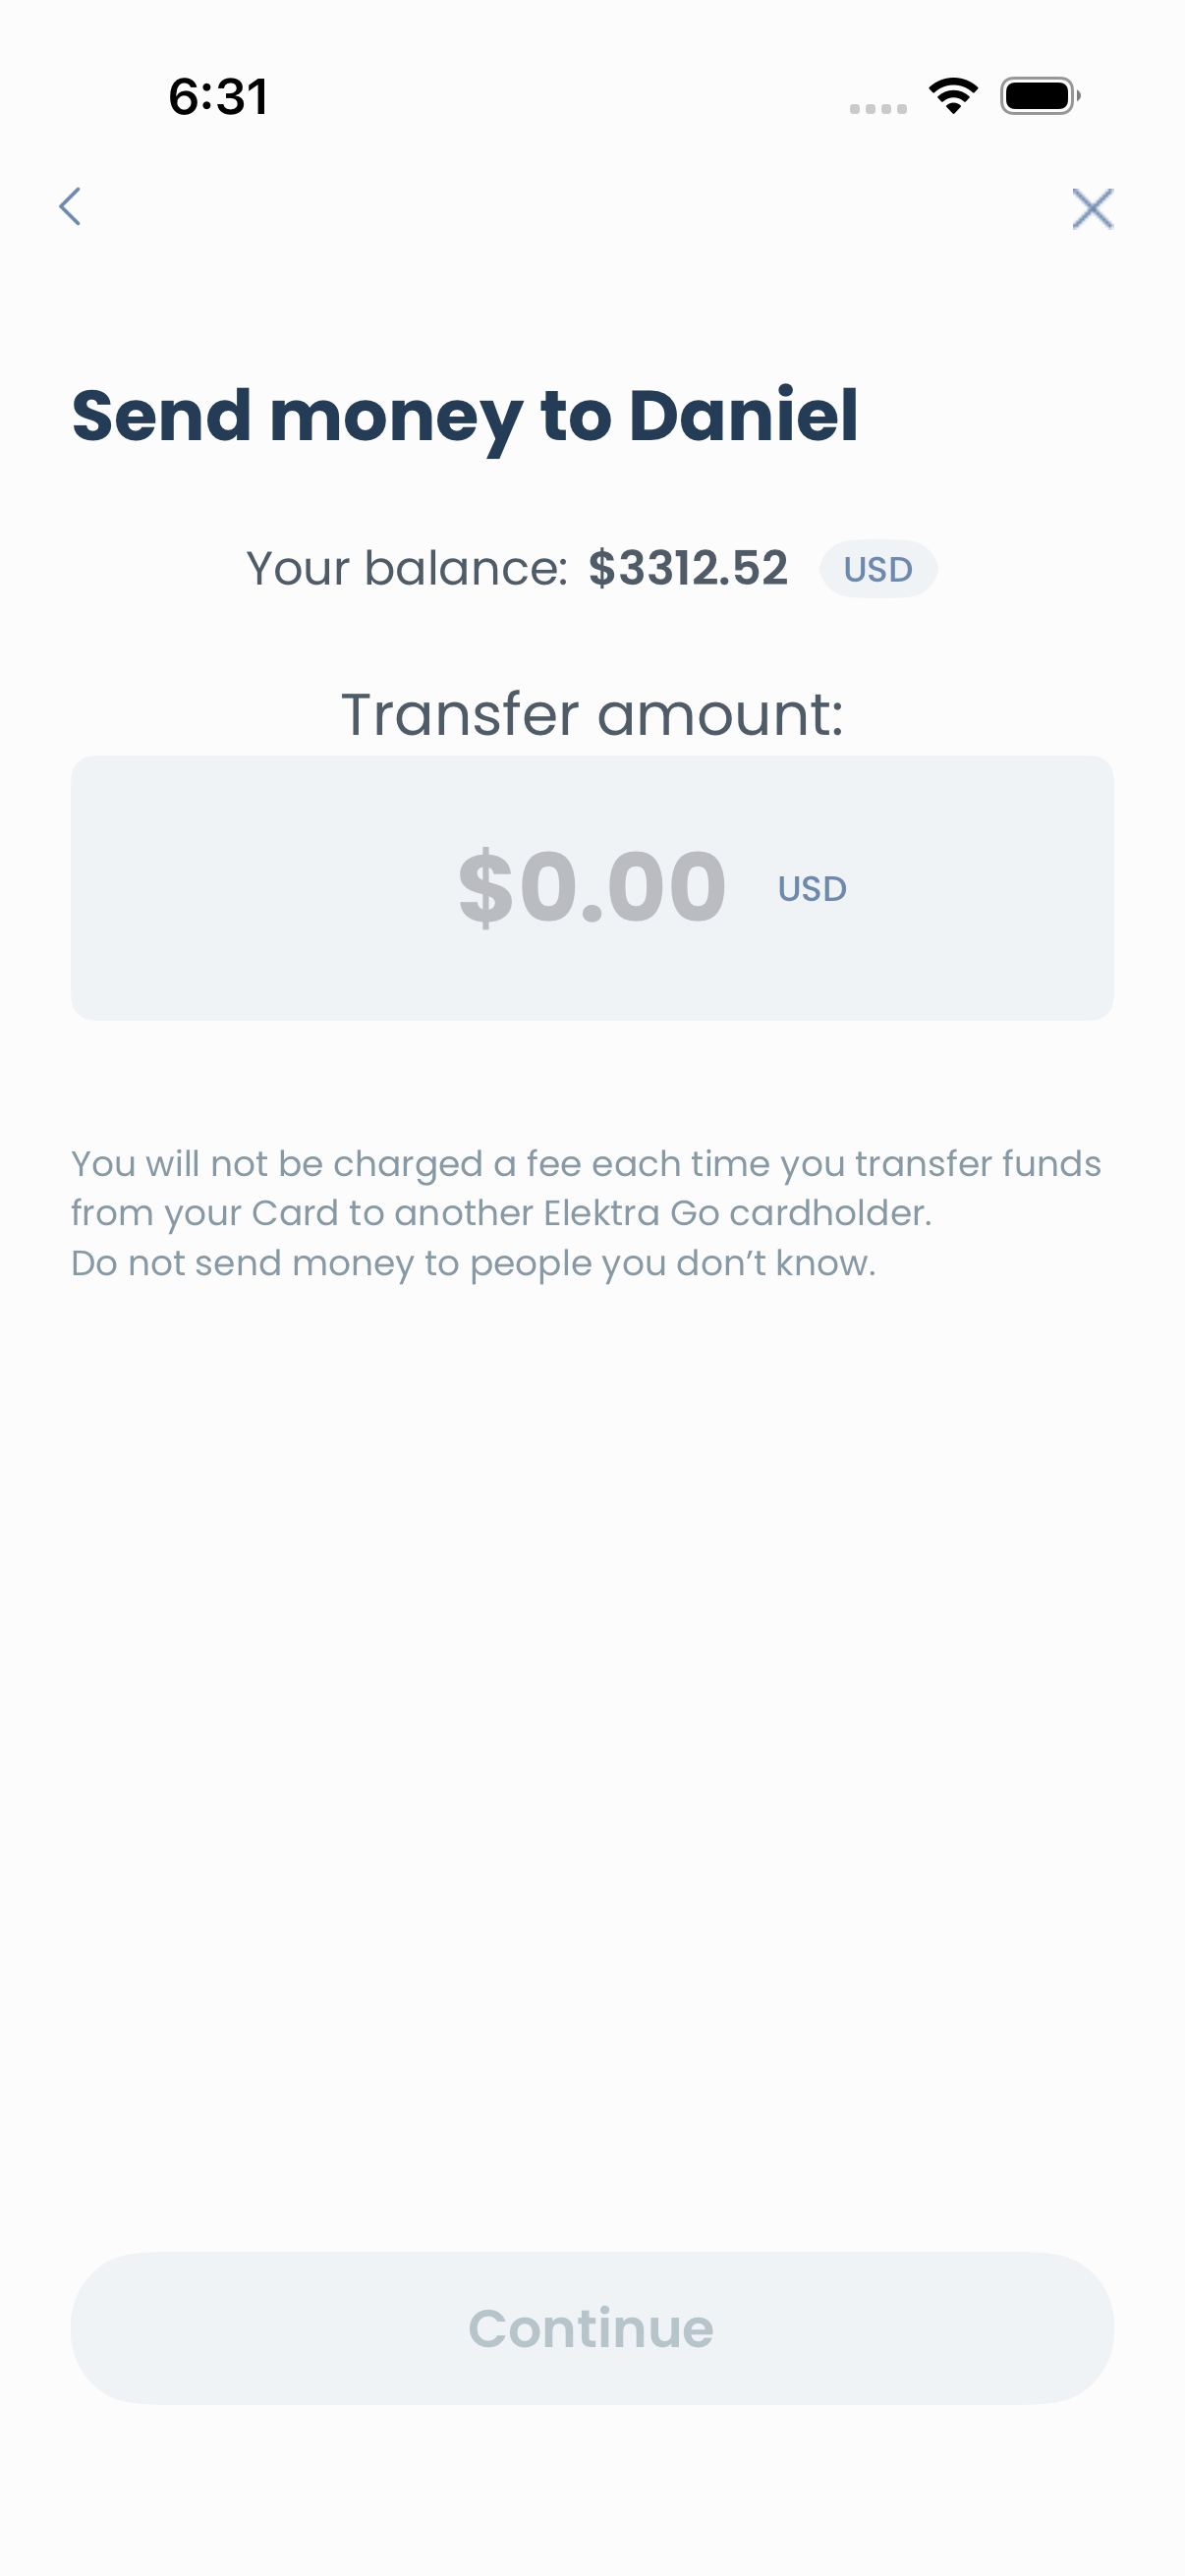 6:31
Send money to Daniel
Your balance: $3312.52 USD
Transfer amount:
$0.00 USD
You will not be charged a fee each time you transfer funds
from your Card to another Elektra Go cardholder.
Do not send money to people you don’t know.
Continue